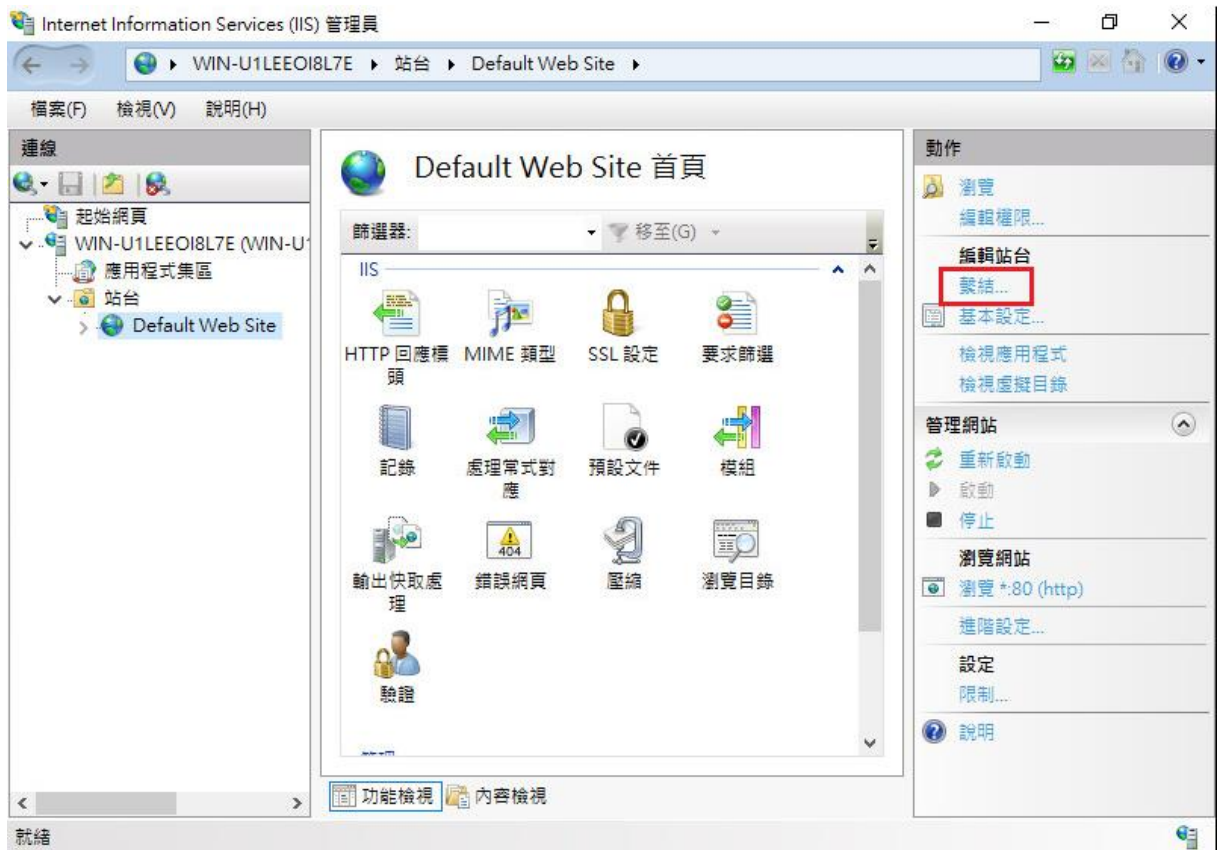 Internet Information Services (IIS) 管理員
WIN-U1LEEOI8L7E
站台
Default Web Site
檔案(F) 檢視(V) 說明(H)
連線
起始網頁
WIN-U1LEEOI8L7E (WIN-U1
應用程式集區
站台
Default Web Site
Default Web Site 首頁
篩選器:
移至(G)
IIS
HTTP 回應標
頭
MIME 類型
SSL 設定
要求篩選
記錄
處理常式對
應
預設文件
模組
輸出快取處
理
404
錯誤網頁
壓縮
瀏覽目錄
驗證
管理
功能檢視
內容檢視
動作
瀏覽
編輯權限...
編輯站台
繫結...
基本設定...
檢視應用程式
檢視虛擬目錄
管理網站
重新啟動
啟動
停止
瀏覽網站
瀏覽 *:80 (http)
進階設定...
設定
限制...
說明
就緒